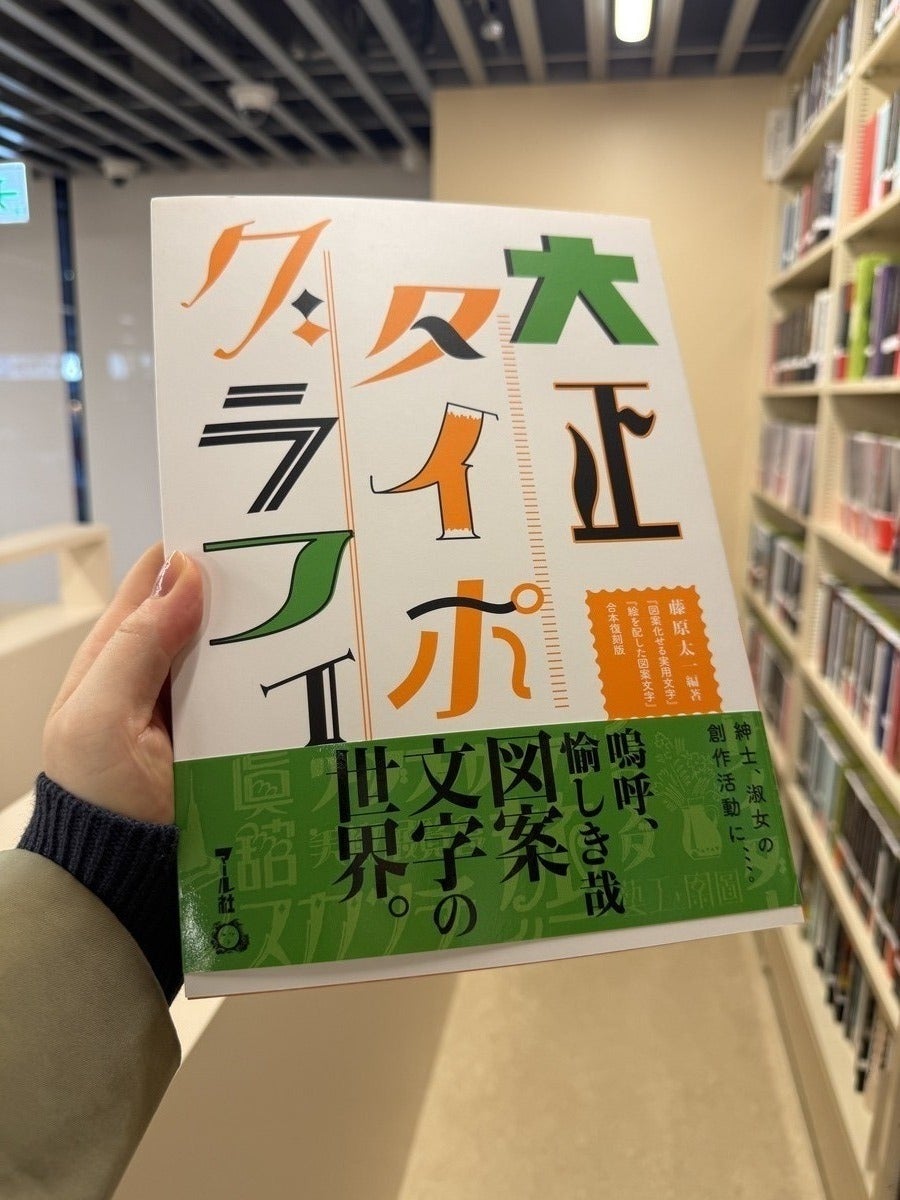 大正
タイポ
グラフィ
藤原太一 編著
『図案化せる実用文字』
『絵を配した図案文字』
合本復刻版
紳士、淑女の
創作活動に…。
嗚呼、
愉しき哉
図案
文字の
世界。
マール社